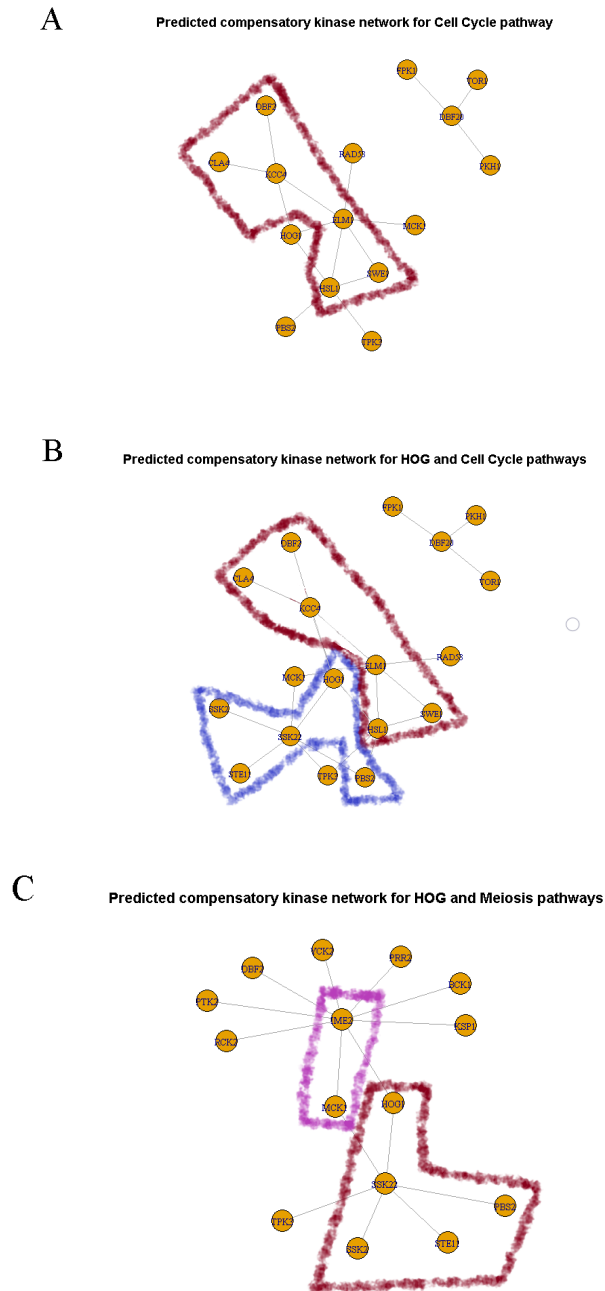 A
Predicted compensatory kinase network for Cell Cycle pathway
FPK1
TOR1
DBF2
DBF20
RAD53
CLA4
KCC4
PKH1
ELM1
MCK1
HOG1
SWE1
HSL1
PBS2
TPK3
B
Predicted compensatory kinase network for HOG and Cell Cycle pathways
FPK1
PKH1
DBF2
DBF20
CLA4
TOR1
KCC4
RAD53
ELM1
MCK1
HOG1
SSK2
SWE1
HSL1
SSK22
STE11
TPK3
PBS2
C
Predicted compensatory kinase network for HOG and Meiosis pathways
YCK2
PRR2
DBF2
BCK1
PTK2
IME2
KSP1
RCK2
MCK1
HOG1
SSK22
PBS2
TPK3
STE11
SSK2